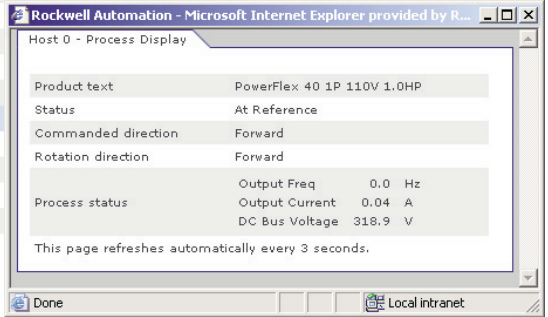 Rockwell Automation - Microsoft Internet Explorer provided by R...
Host 0 - Process Display
Product text PowerFlex 40 1P 110V 1.0HP
Status At Reference
Commanded direction Forward
Rotation direction Forward
Process status
Output Freq 0.0 Hz
Output Current 0.04 A
DC Bus Voltage 318.9 V
This page refreshes automatically every 3 seconds.
Done Local intranet